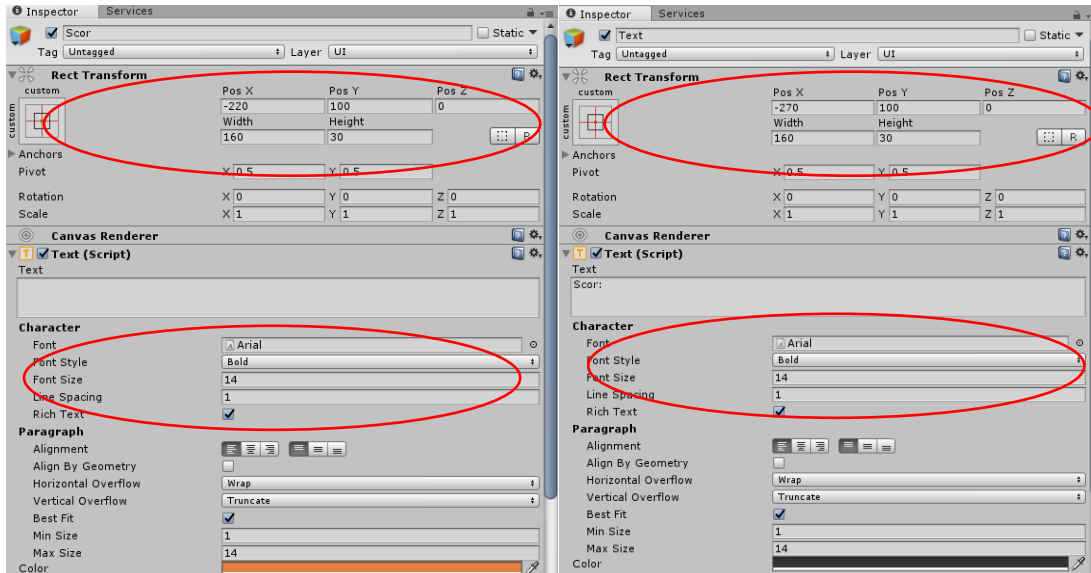 Inspector Services
Scor Static
Tag Untagged Layer UI
Rect Transform
custom Pos X Pos Y Pos Z
custom
-220 100 0
Width Height
160 30 R
Anchors
Pivot X 0.5 Y 0.5
Rotation X 0 Y 0 Z 0
Scale X 1 Y 1 Z 1
Canvas Renderer
T Text (Script)
Text
Character
Font Arial
Font Style Bold
Font Size 14
Line Spacing 1
Rich Text
Paragraph
Alignment
Align By Geometry
Horizontal Overflow Wrap
Vertical Overflow Truncate
Best Fit
Min Size 1
Max Size 14
Color
Inspector Services
Text Static
Tag Untagged Layer UI
Rect Transform
custom Pos X Pos Y Pos Z
custom
-270 100 0
Width Height
160 30 R
Anchors
Pivot X 0.5 Y 0.5
Rotation X 0 Y 0 Z 0
Scale X 1 Y 1 Z 1
Canvas Renderer
T Text (Script)
Text
Scor:
Character
Font Arial
Font Style Bold
Font Size 14
Line Spacing 1
Rich Text
Paragraph
Alignment
Align By Geometry
Horizontal Overflow Wrap
Vertical Overflow Truncate
Best Fit
Min Size 1
Max Size 14
Color